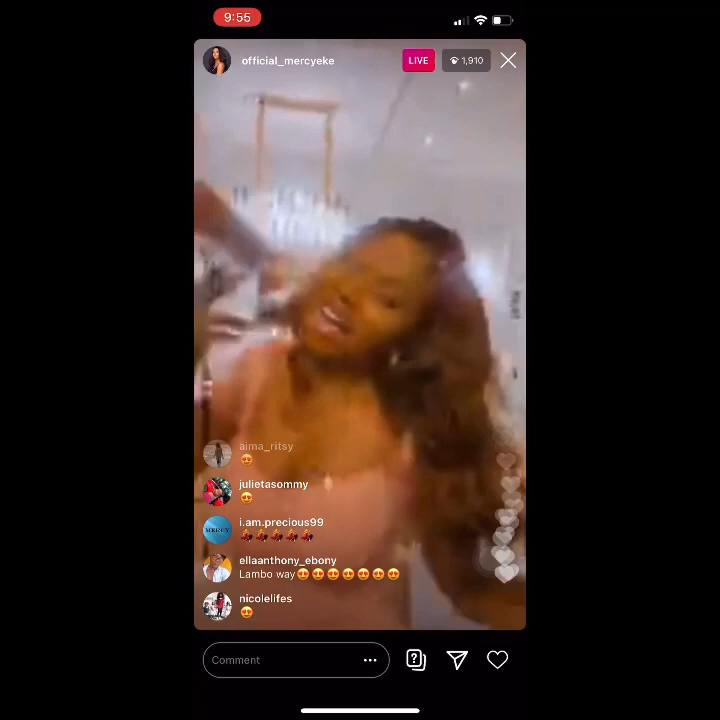 9:55
official_mercyeke
LIVE
1,910
aima_ritsy
😍
julietasommy
😍
i.am.precious99
💃💃💃💃💃
ellaanthony_ebony
Lambo way😍😍😍😍😍😍😍
nicolelifes
😍
Comment